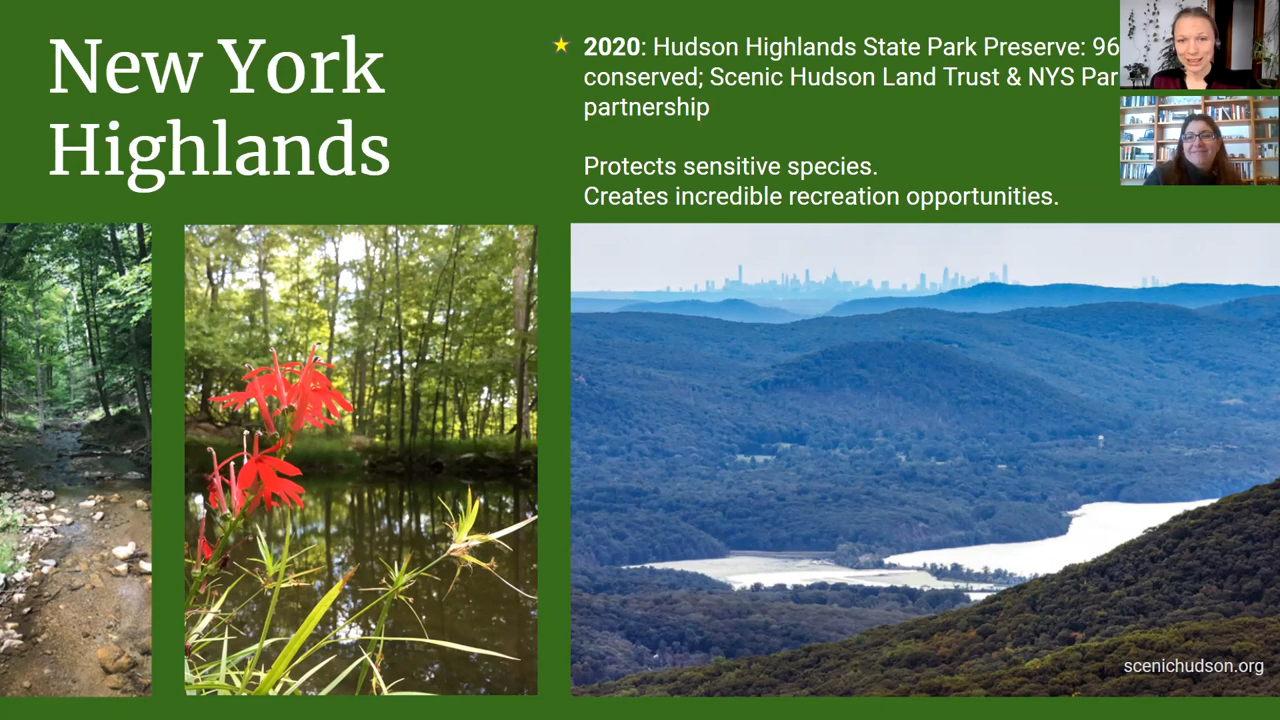 New York
Highlands
2020: Hudson Highlands State Park Preserve: 96
conserved; Scenic Hudson Land Trust & NYS Par
partnership
Protects sensitive species.
Creates incredible recreation opportunities.
scenichudson.org